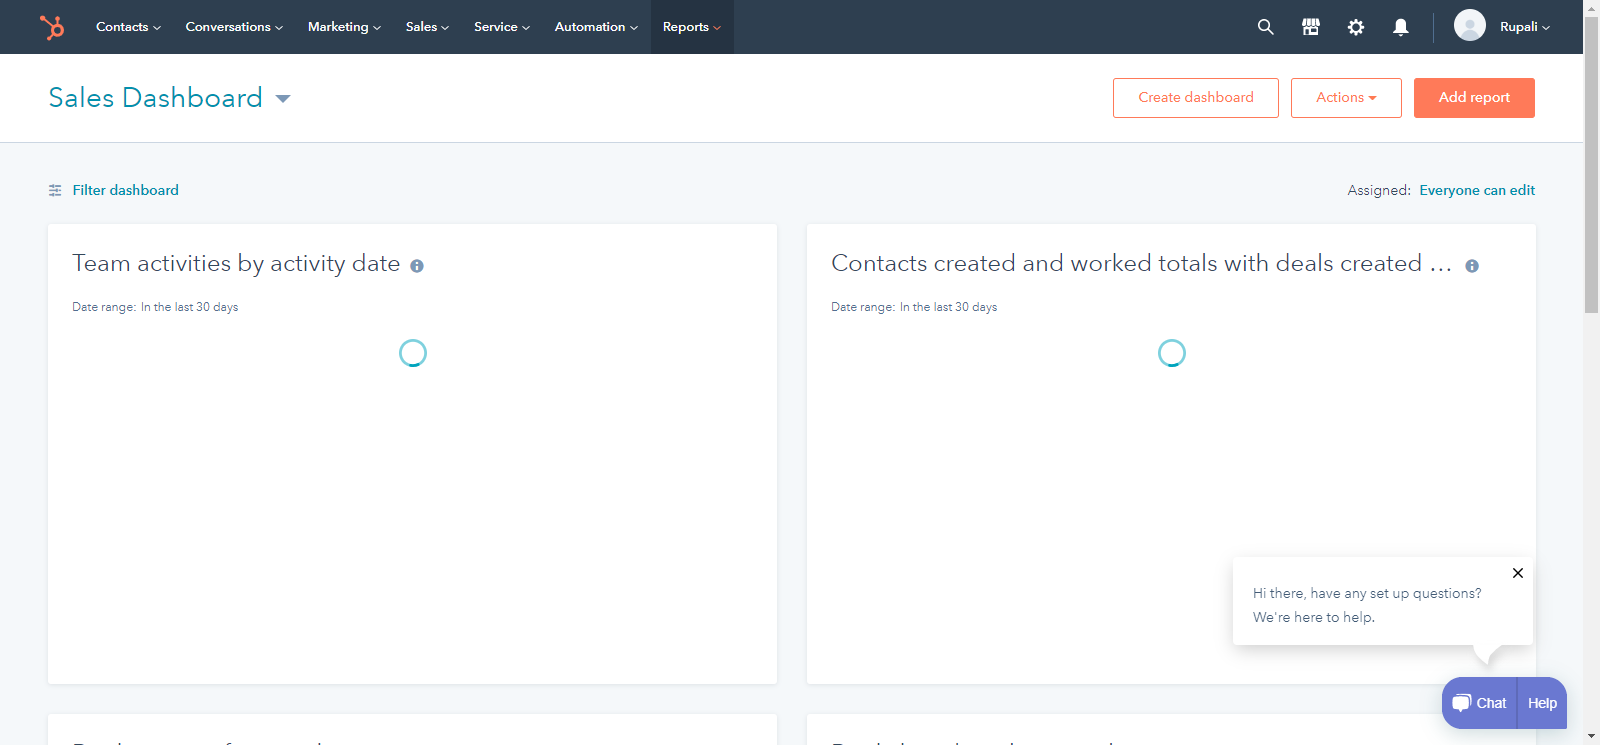 Contacts Conversations Marketing Sales Service Automation Reports Rupali
Sales Dashboard
Create dashboard Actions Add report
Filter dashboard Assigned: Everyone can edit
Team activities by activity date
Date range: In the last 30 days
Contacts created and worked totals with deals created ...
Date range: In the last 30 days
Hi there, have any set up questions?
We're here to help.
Chat Help